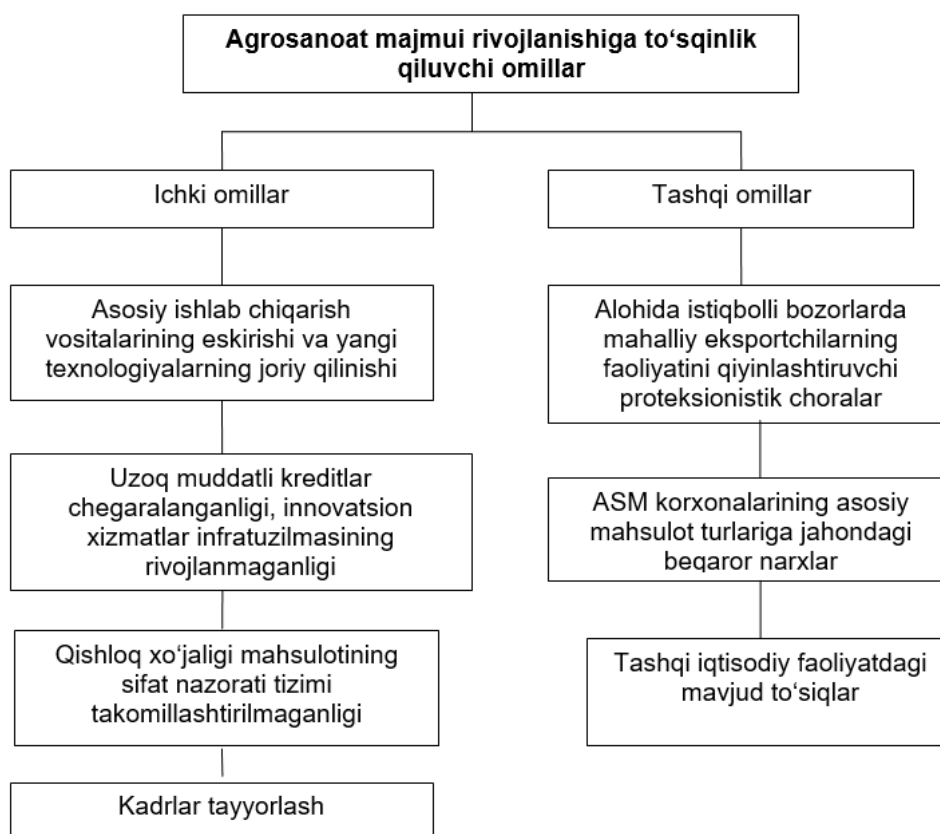 Agrosanoat majmui rivojlanishiga to‘sqinlik
qiluvchi omillar
Ichki omillar
Asosiy ishlab chiqarish
vositalarining eskirishi va yangi
texnologiyalarning joriy qilinishi
Uzoq muddatli kreditlar
chegaralanganligi, innovatsion
xizmatlar infratuzilmasining
rivojlanmaganligi
Qishloq xo‘jaligi mahsulotining
sifat nazorati tizimi
takomillashtirilmaganligi
Kadrlar tayyorlash
Tashqi omillar
Alohida istiqbolli bozorlarda
mahalliy eksportchilarning
faoliyatini qiyinlashtiruvchi
proteksionistik choralar
ASM korxonalarining asosiy
mahsulot turlariga jahondagi
beqaror narxlar
Tashqi iqtisodiy faoliyatdagi
mavjud to‘siqlar